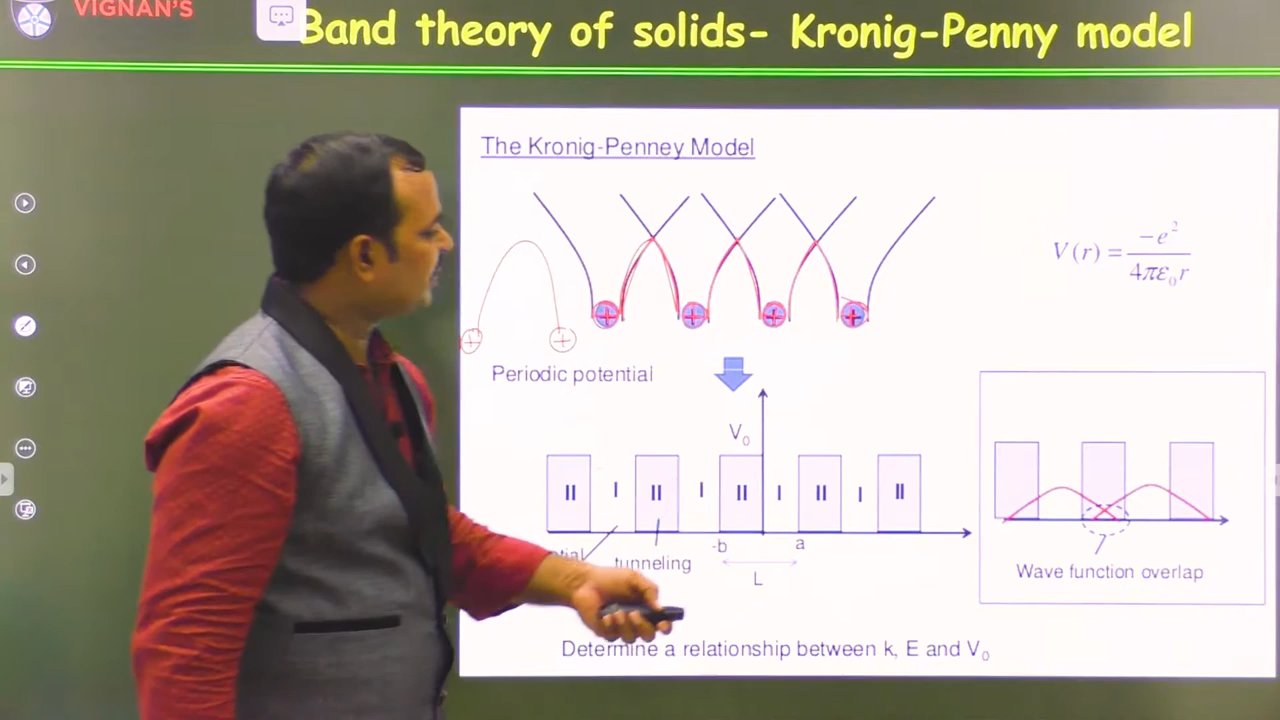 VIGNAN'S
Band theory of solids- Kronig-Penny model
The Kronig-Penney Model
V(r) = -e² / 4πε₀r
+ + + + + +
Periodic potential
V₀
II I II I II I II I II
-b a
tunneling
L
Wave function overlap
Determine a relationship between k, E and V₀